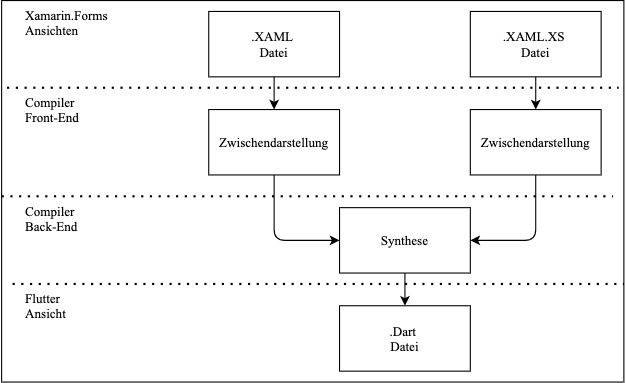 Xamarin.Forms
Ansichten
.XAML
Datei
.XAML.XS
Datei
Compiler
Front-End
Zwischendarstellung
Zwischendarstellung
Compiler
Back-End
Synthese
Flutter
Ansicht
.Dart
Datei